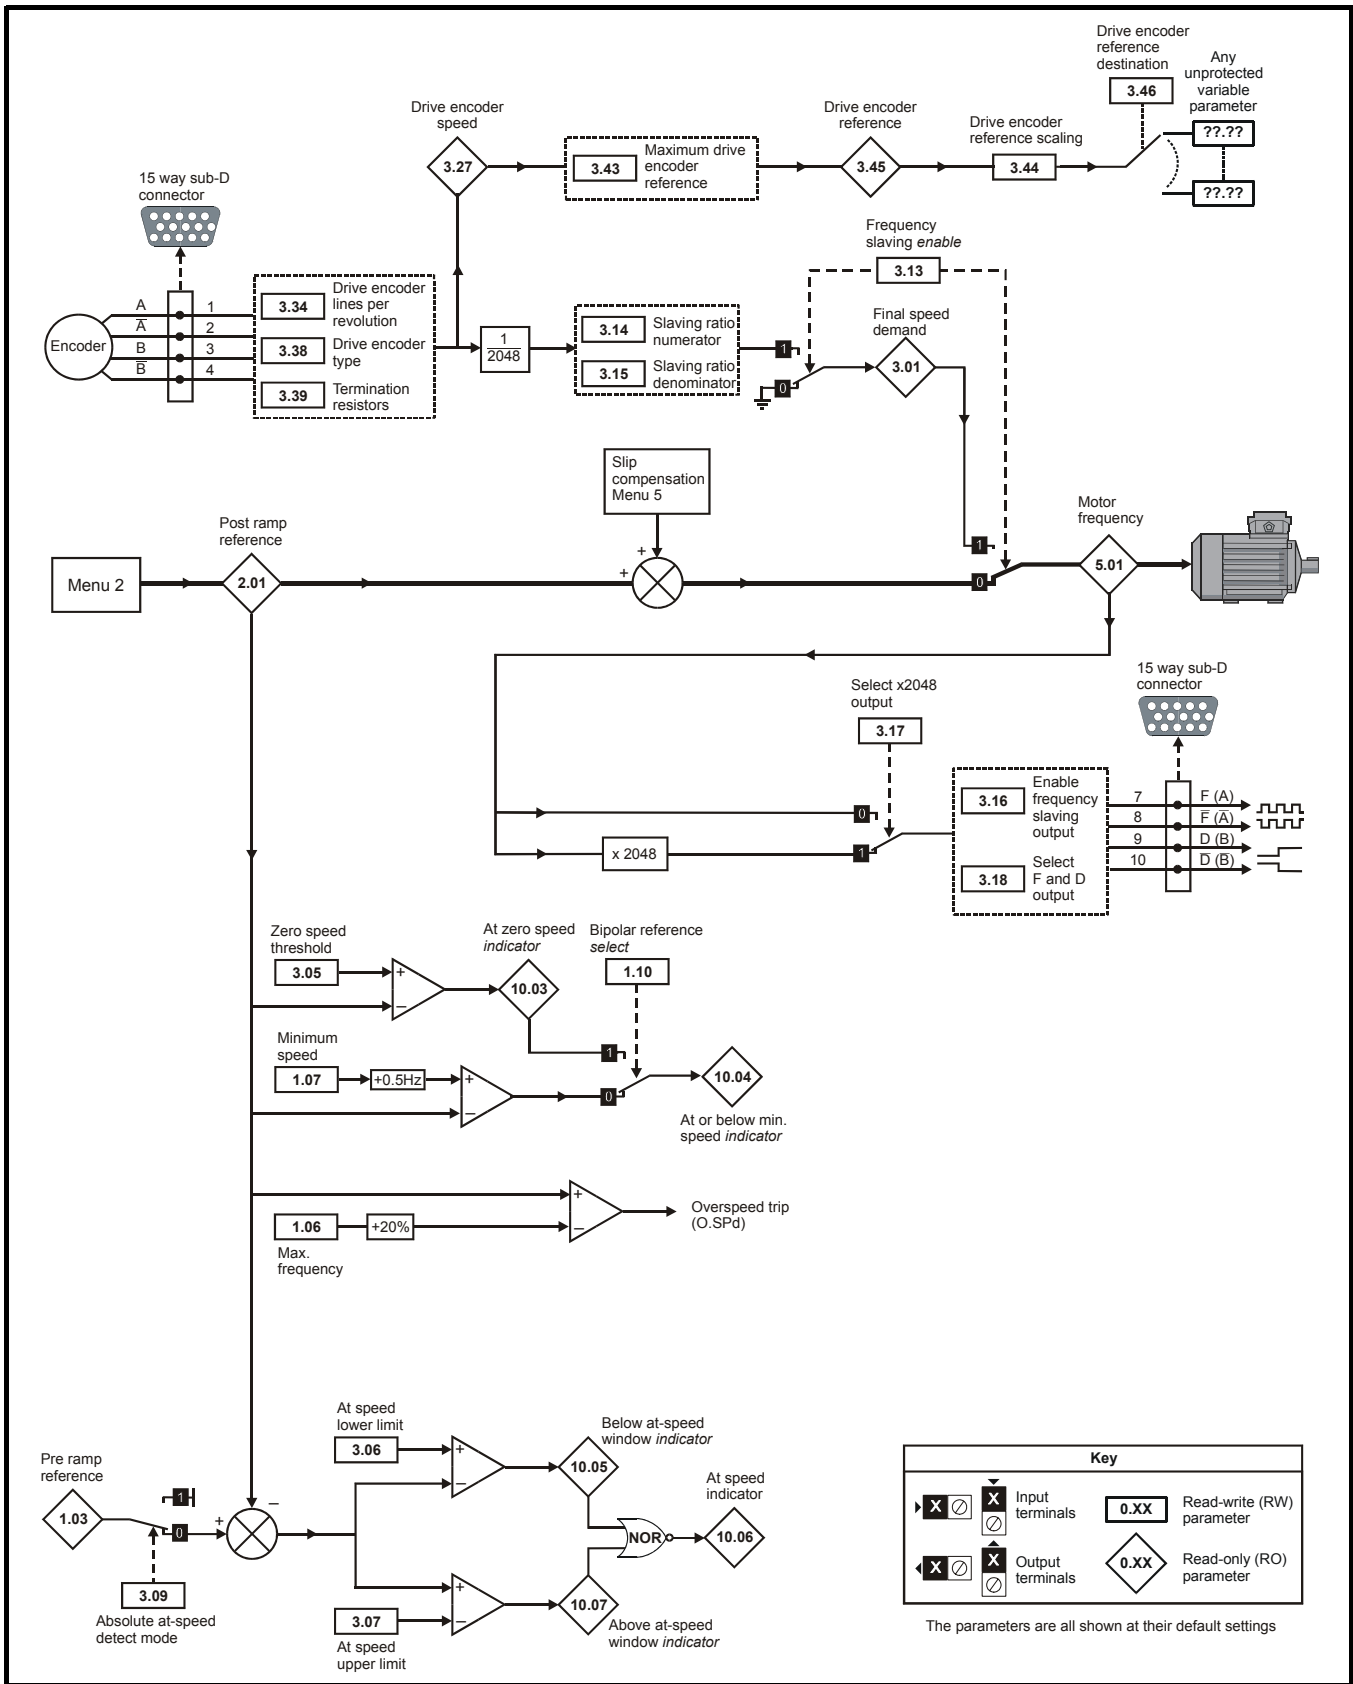 Drive encoder
reference
destination
3.46
Any
unprotected
variable
parameter
??.??
??.??
Drive encoder
speed
3.27
3.43
Maximum drive
encoder
reference
Drive encoder
reference
3.45
Drive encoder
reference scaling
3.44
15 way sub-D
connector
Encoder
A
A̅
B
B̅
1
2
3
4
3.34
Drive encoder
lines per
revolution
3.38
Drive encoder
type
3.39
Termination
resistors
1
2048
3.14
Slaving ratio
numerator
3.15
Slaving ratio
denominator
1
0
Frequency
slaving enable
3.13
Final speed
demand
3.01
Slip
compensation
Menu 5
Menu 2
Post ramp
reference
2.01
+
+
1
0
Motor
frequency
5.01
Select x2048
output
3.17
0
x 2048
1
3.16
Enable
frequency
slaving
output
3.18
Select
F and D
output
15 way sub-D
connector
7
8
9
10
F (A)
F̅ (A̅)
D (B)
D̅ (B̅)
Zero speed
threshold
3.05
+
–
At zero speed
indicator
10.03
Bipolar reference
select
1.10
Minimum
speed
1.07
+0.5Hz
+
–
1
0
10.04
At or below min.
speed indicator
1.06
+20%
Max.
frequency
+
–
Overspeed trip
(O.SPd)
Pre ramp
reference
1.03
1
0
3.09
Absolute at-speed
detect mode
+
–
At speed
lower limit
3.06
+
–
Below at-speed
window indicator
10.05
3.07
At speed
upper limit
+
–
10.07
Above at-speed
window indicator
NOR
At speed
indicator
10.06
Key
X
X
Input
terminals
X
X
Output
terminals
0.XX
Read-write (RW)
parameter
0.XX
Read-only (RO)
parameter
The parameters are all shown at their default settings